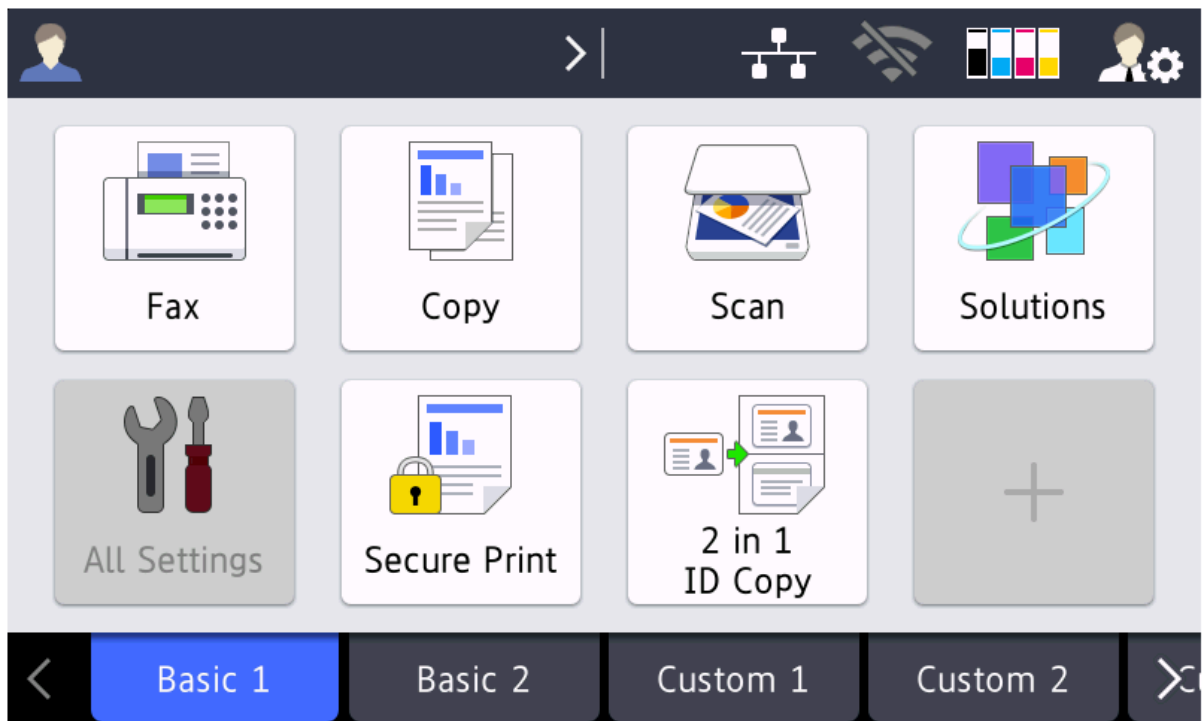 Fax
Copy
Scan
Solutions
All Settings
Secure Print
2 in 1
ID Copy
Basic 1
Basic 2
Custom 1
Custom 2